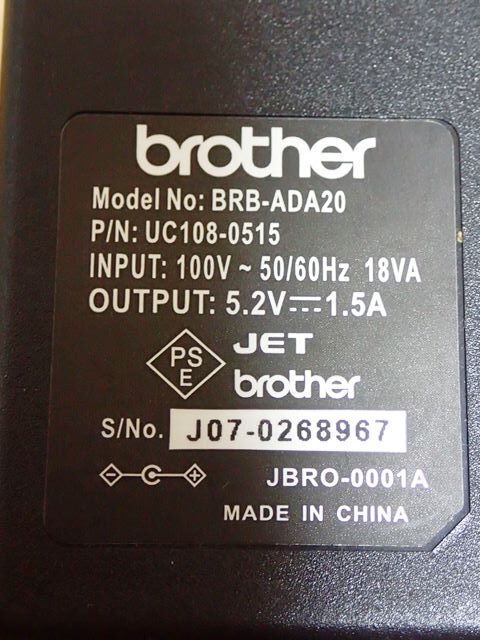 brother
Model No: BRB-ADA20
P/N: UC108-0515
INPUT: 100V ~ 50/60Hz 18VA
OUTPUT: 5.2V⎓1.5A
PS
E
JET
brother
S/No. J07-0268967
JBRO-0001A
MADE IN CHINA